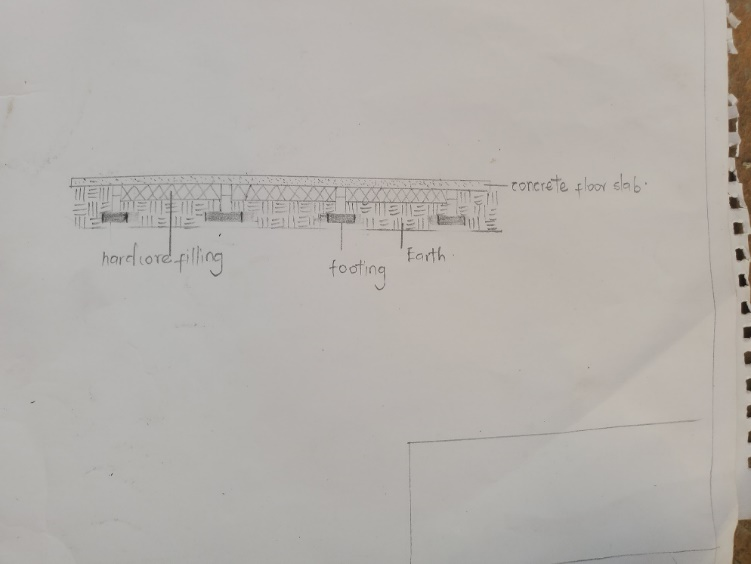 concrete floor slab.
hardcore filling
footing
Earth.